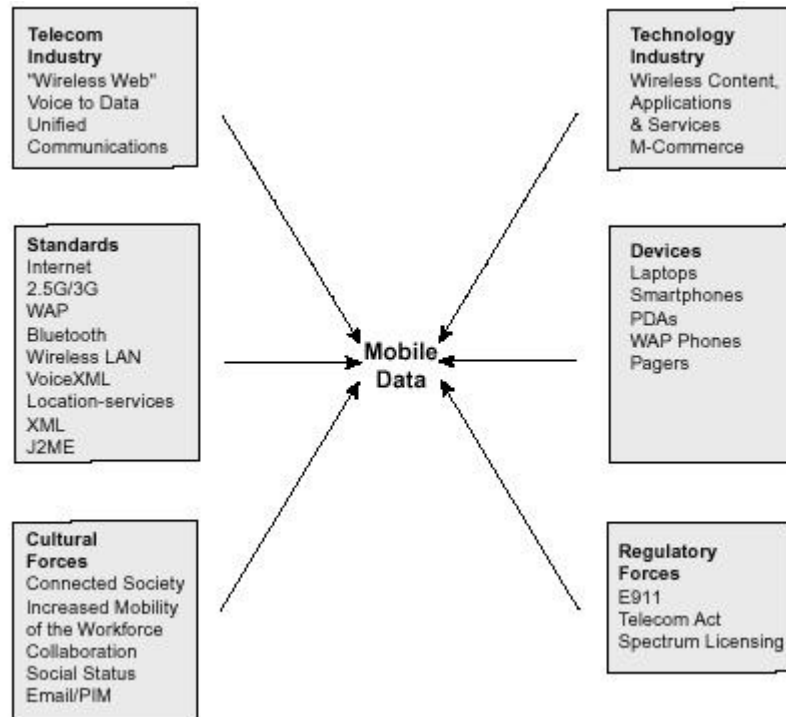 Telecom
Industry
"Wireless Web"
Voice to Data
Unified
Communications
Technology
Industry
Wireless Content,
Applications
& Services
M-Commerce
Standards
Internet
2.5G/3G
WAP
Bluetooth
Wireless LAN
VoiceXML
Location-services
XML
J2ME
Mobile
Data
Devices
Laptops
Smartphones
PDAs
WAP Phones
Pagers
Cultural
Forces
Connected Society
Increased Mobility
of the Workforce
Collaboration
Social Status
Email/PIM
Regulatory
Forces
E911
Telecom Act
Spectrum Licensing